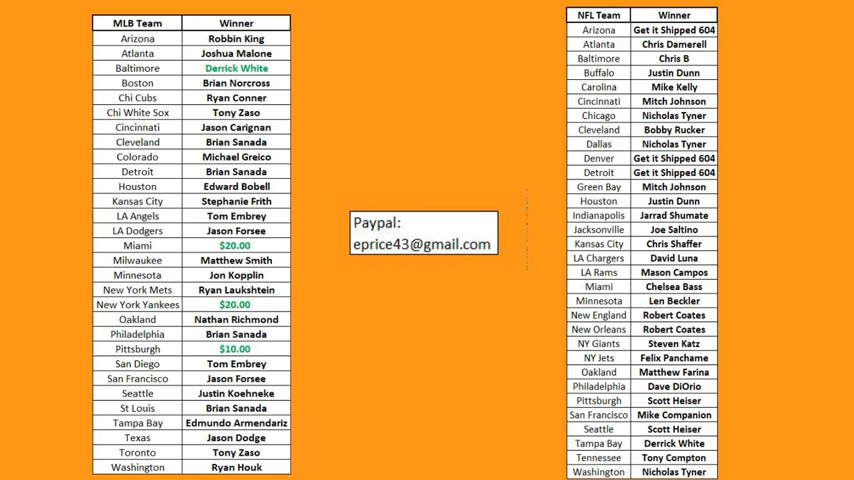 MLB Team Winner
Arizona Robbin King
Atlanta Joshua Malone
Baltimore Derrick White
Boston Brian Norcross
Chi Cubs Ryan Conner
Chi White Sox Tony Zaso
Cincinnati Jason Carignan
Cleveland Brian Sanada
Colorado Michael Greico
Detroit Brian Sanada
Houston Edward Bobell
Kansas City Stephanie Frith
LA Angels Tom Embrey
LA Dodgers Jason Forsee
Miami $20.00
Milwaukee Matthew Smith
Minnesota Jon Kopplin
New York Mets Ryan Laukshtein
New York Yankees $20.00
Oakland Nathan Richmond
Philadelphia Brian Sanada
Pittsburgh $10.00
San Diego Tom Embrey
San Francisco Jason Forsee
Seattle Justin Koehneke
St Louis Brian Sanada
Tampa Bay Edmundo Armendariz
Texas Jason Dodge
Toronto Tony Zaso
Washington Ryan Houk
Paypal:
eprice43@gmail.com
NFL Team Winner
Arizona Get it Shipped 604
Atlanta Chris Damerell
Baltimore Chris B
Buffalo Justin Dunn
Carolina Mike Kelly
Cincinnati Mitch Johnson
Chicago Nicholas Tyner
Cleveland Bobby Rucker
Dallas Nicholas Tyner
Denver Get it Shipped 604
Detroit Get it Shipped 604
Green Bay Mitch Johnson
Houston Justin Dunn
Indianapolis Jarrad Shumate
Jacksonville Joe Saltino
Kansas City Chris Shaffer
LA Chargers David Luna
LA Rams Mason Campos
Miami Chelsea Bass
Minnesota Len Beckler
New England Robert Coates
New Orleans Robert Coates
NY Giants Steven Katz
NY Jets Felix Panchame
Oakland Matthew Farina
Philadelphia Dave DiOrio
Pittsburgh Scott Heiser
San Francisco Mike Companion
Seattle Scott Heiser
Tampa Bay Derrick White
Tennessee Tony Compton
Washington Nicholas Tyner